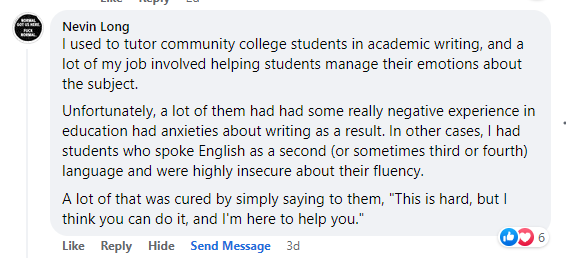 Like Reply 2d
NORMAL
GOT US HERE.
FUCK
NORMAL.
Nevin Long
I used to tutor community college students in academic writing, and a
lot of my job involved helping students manage their emotions about
the subject.
Unfortunately, a lot of them had had some really negative experience in
education had anxieties about writing as a result. In other cases, I had
students who spoke English as a second (or sometimes third or fourth)
language and were highly insecure about their fluency.
A lot of that was cured by simply saying to them, "This is hard, but I
think you can do it, and I'm here to help you."
Like Reply Hide Send Message 3d
6